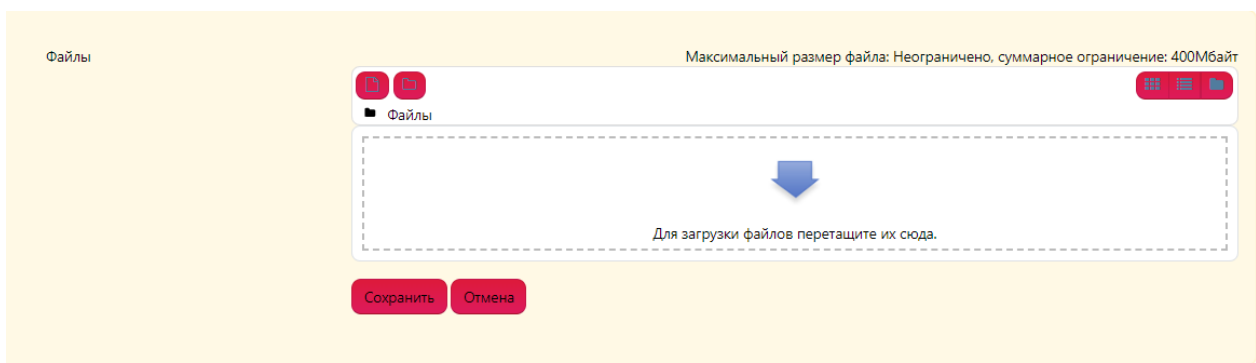 Файлы
Максимальный размер файла: Неограничено, суммарное ограничение: 400Мбайт
Файлы
Для загрузки файлов перетащите их сюда.
Сохранить Отмена